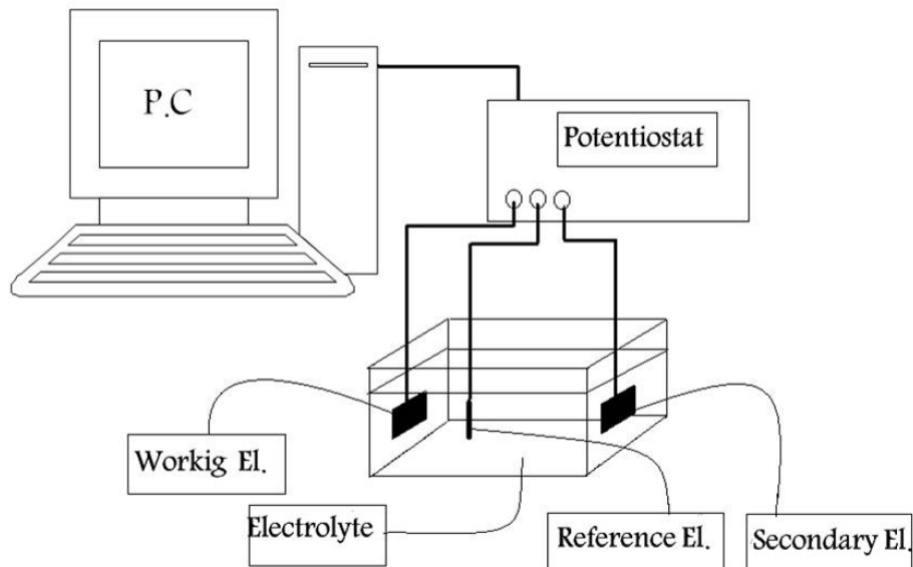 P.C
Potentiostat
Workig El.
Electrolyte
Reference El.
Secondary El.